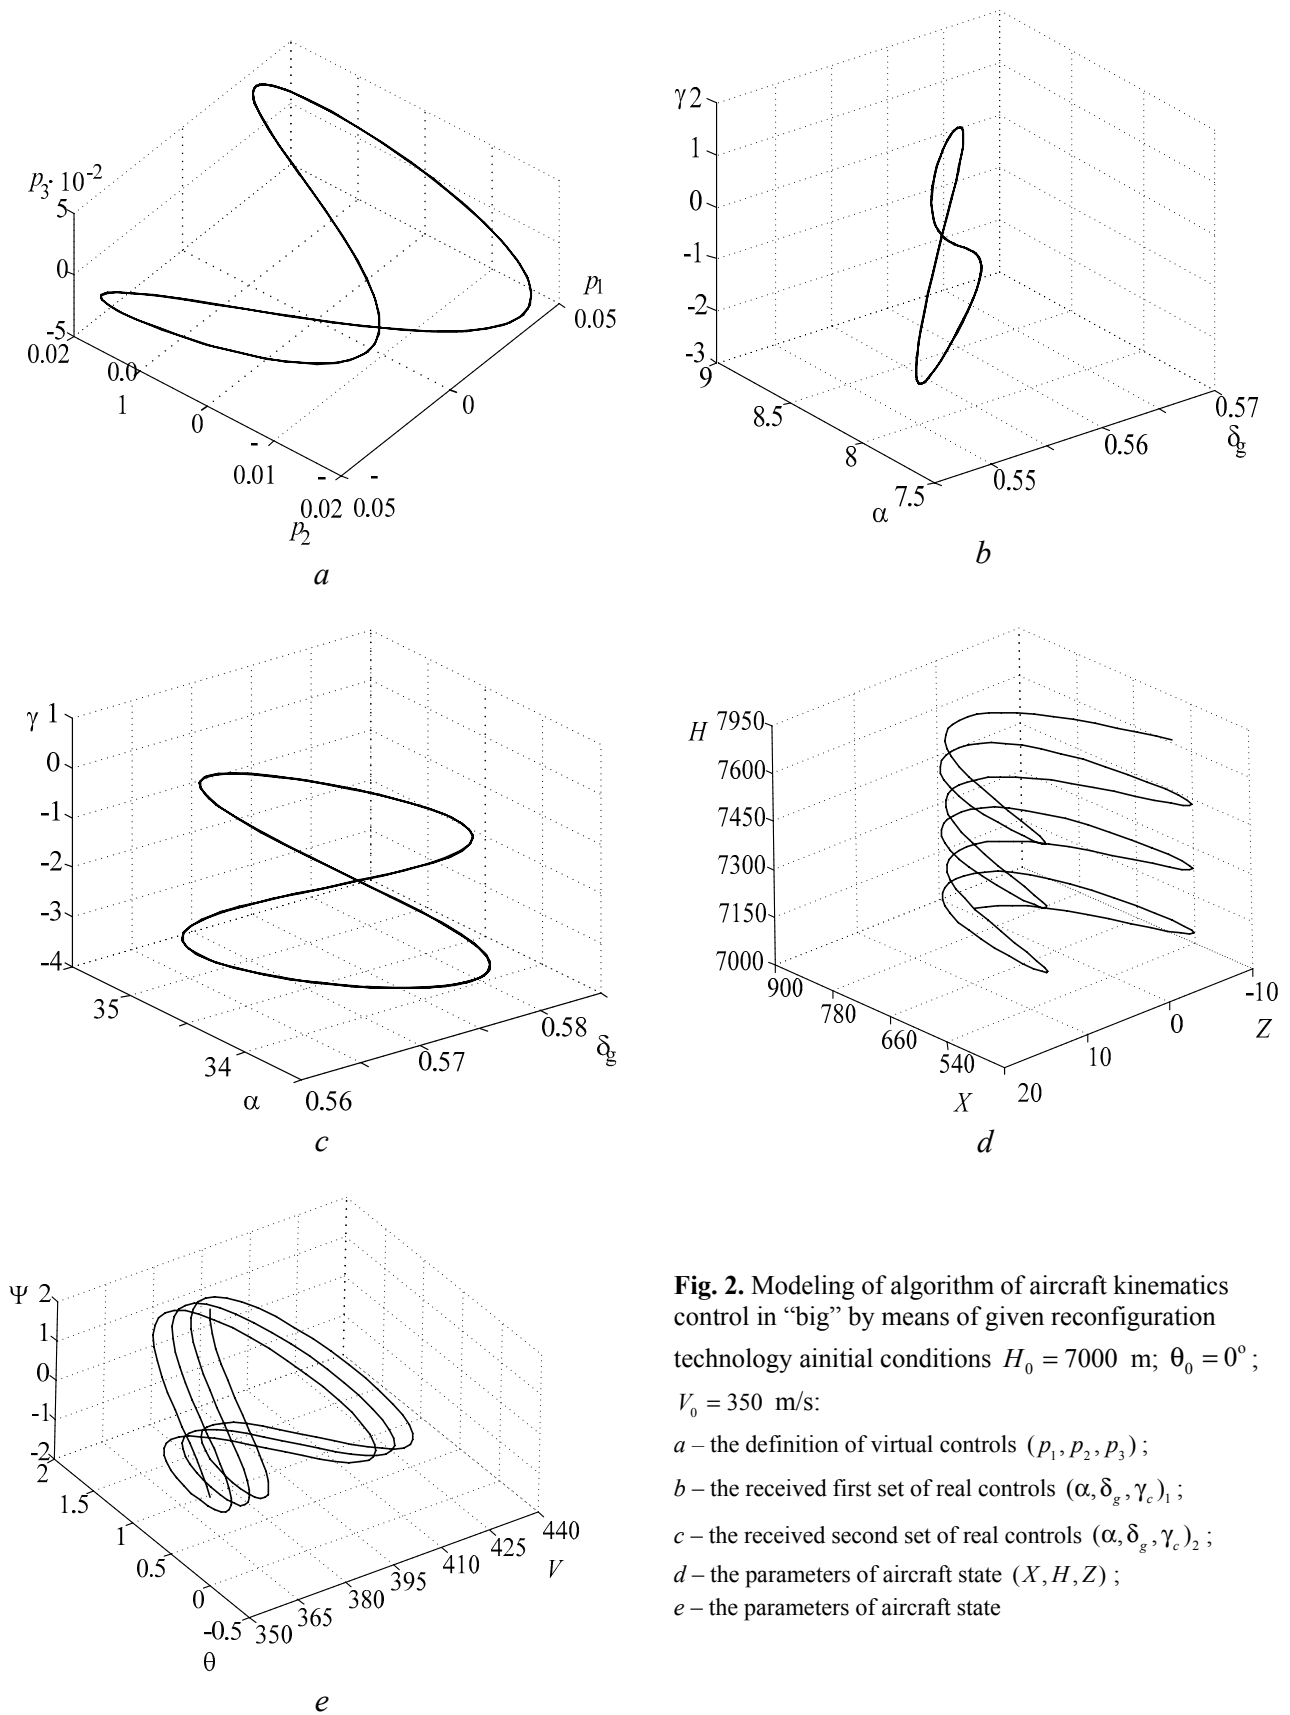 p₃· 10⁻²
5
0
-5
0.02
0.0
1
0
-
0.01
-
0.02
p₂
-
0.05
0
p₁
0.05
a
γ 2
1
0
-1
-2
-3
9
8.5
8
7.5
α
0.55
0.56
0.57
δg
b
γ 1
0
-1
-2
-3
-4
35
34
α
0.56
0.57
0.58
δg
c
H
7950
7600
7450
7300
7150
7000
900
780
660
540
X
20
10
0
-10
Z
d
Ψ 2
1
0
-1
-2
2
1.5
1
0.5
0
-0.5
θ
350
365
380
395
410
425
440
V
e
Fig. 2. Modeling of algorithm of aircraft kinematics
control in “big” by means of given reconfiguration
technology ainitial conditions H₀ = 7000 m; θ₀ = 0°;
V₀ = 350 m/s:
a – the definition of virtual controls (p₁, p₂, p₃);
b – the received first set of real controls (α, δg, γc)₁;
c – the received second set of real controls (α, δg, γc)₂;
d – the parameters of aircraft state (X, H, Z);
e – the parameters of aircraft state